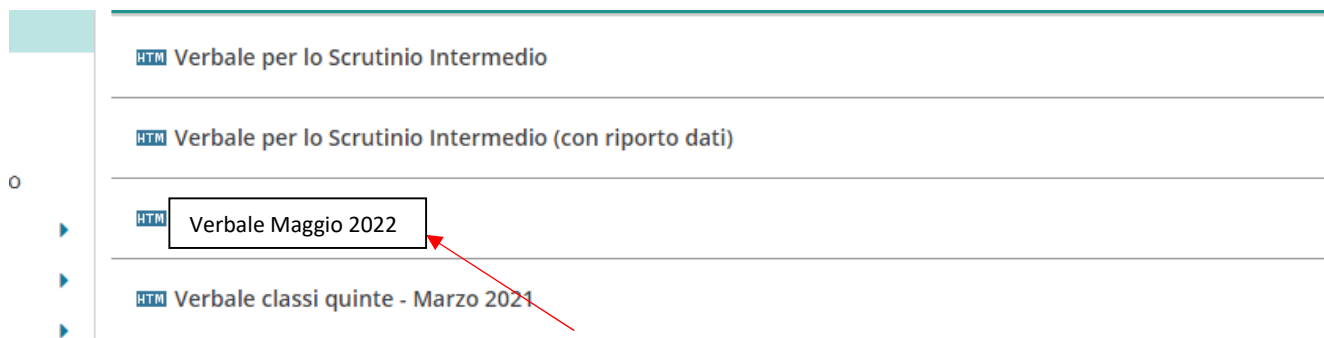 HTM Verbale per lo Scrutinio Intermedio
HTM Verbale per lo Scrutinio Intermedio (con riporto dati)
o
HTM Verbale Maggio 2022
HTM Verbale classi quinte - Marzo 2021